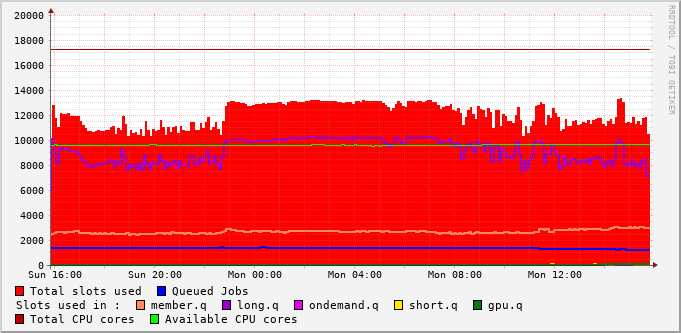 20000
18000
16000
14000
12000
10000
8000
6000
4000
2000
0
Sun 16:00 Sun 20:00 Mon 00:00 Mon 04:00 Mon 08:00 Mon 12:00
Total slots used Queued Jobs
Slots used in : member.q long.q ondemand.q short.q gpu.q
Total CPU cores Available CPU cores
RRDTOOL / TOBI OETIKER